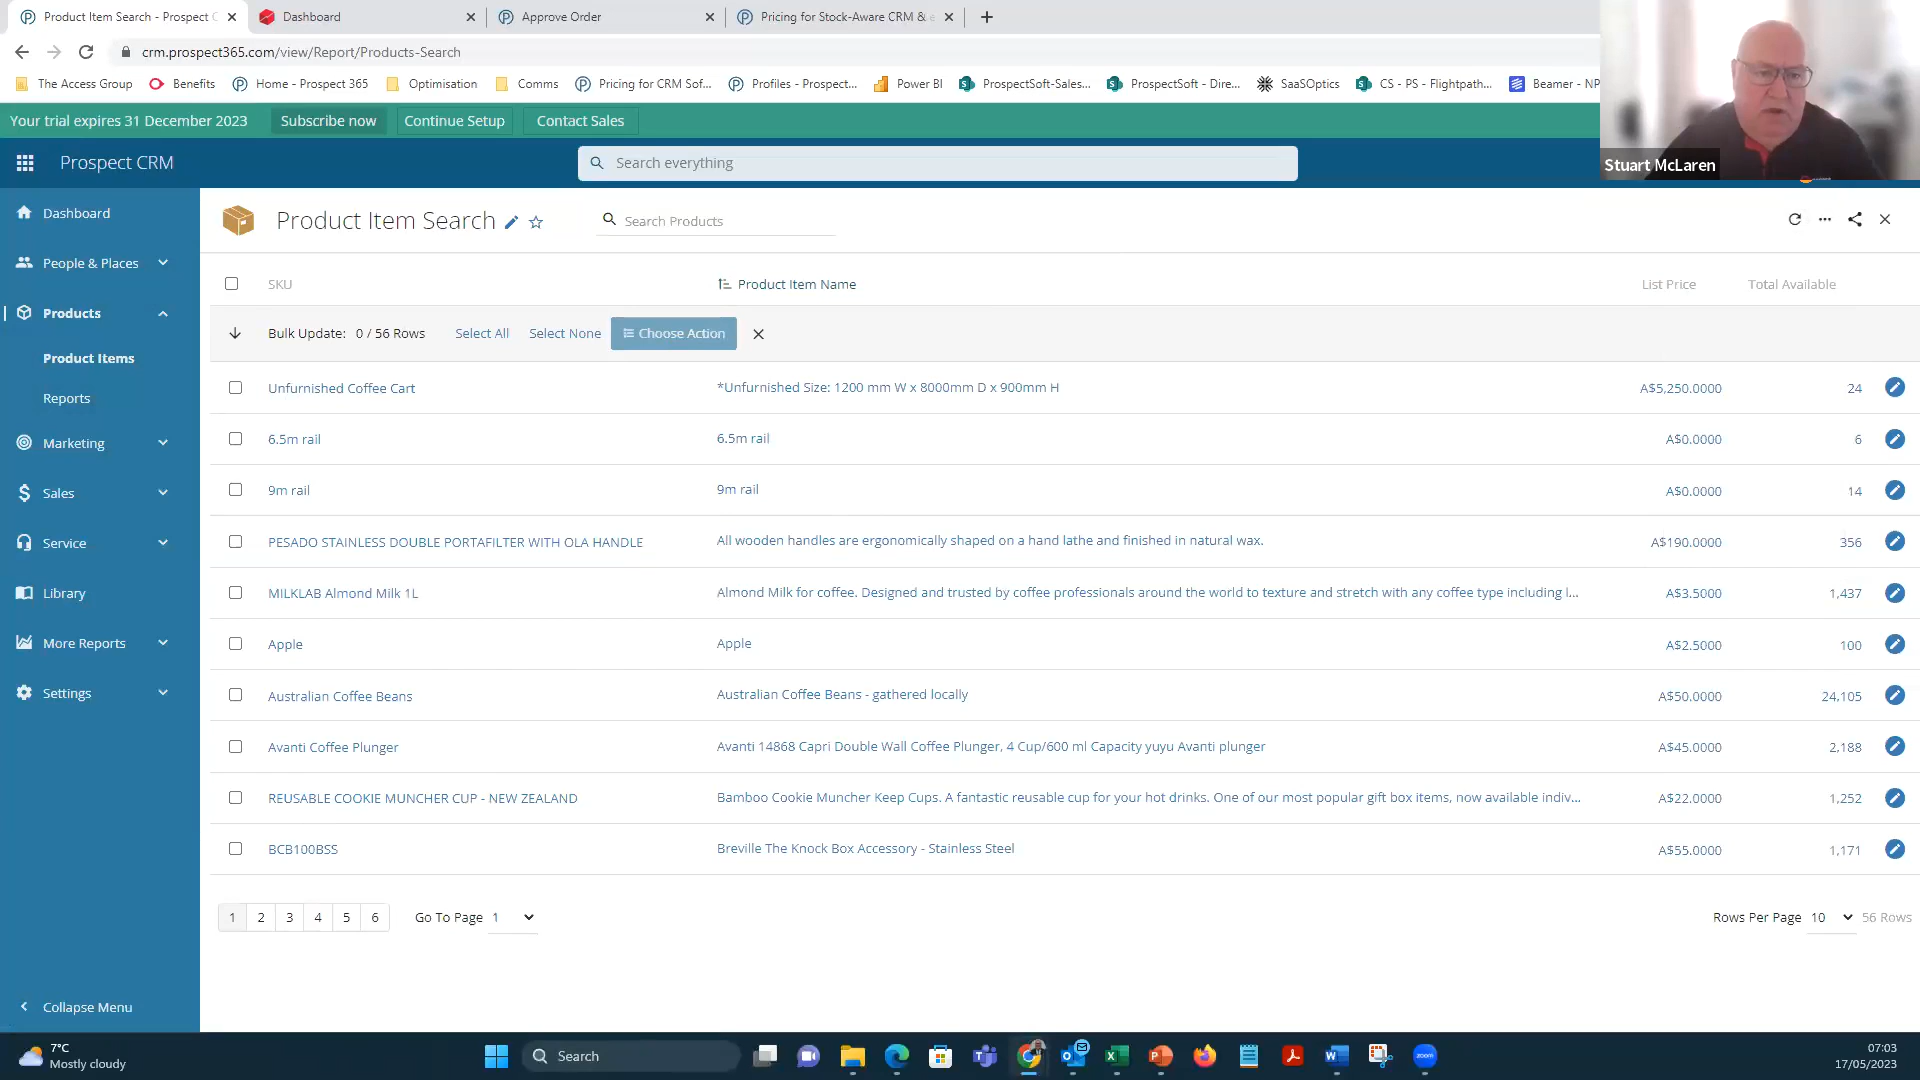 Product Item Search - Prospect C
Dashboard
Approve Order
Pricing for Stock-Aware CRM & e
crm.prospect365.com/view/Report/Products-Search
The Access Group
Benefits
Home - Prospect 365
Optimisation
Comms
Pricing for CRM Sof...
Profiles - Prospect...
Power BI
ProspectSoft-Sales...
ProspectSoft - Dire...
SaaSOptics
CS - PS - Flightpath...
Beamer - NP
Your trial expires 31 December 2023
Subscribe now
Continue Setup
Contact Sales
Stuart McLaren
Prospect CRM
Search everything
Dashboard
People & Places
Products
Product Items
Reports
Marketing
Sales
Service
Library
More Reports
Settings
Collapse Menu
Product Item Search
Search Products
SKU Product Item Name List Price Total Available
Bulk Update: 0 / 56 Rows Select All Select None Choose Action
Unfurnished Coffee Cart *Unfurnished Size: 1200 mm W x 8000mm D x 900mm H A$5,250.0000 24
6.5m rail 6.5m rail A$0.0000 6
9m rail 9m rail A$0.0000 14
PESADO STAINLESS DOUBLE PORTAFILTER WITH OLA HANDLE All wooden handles are ergonomically shaped on a hand lathe and finished in natural wax. A$190.0000 356
MILKLAB Almond Milk 1L Almond Milk for coffee. Designed and trusted by coffee professionals around the world to texture and stretch with any coffee type including l... A$3.5000 1,437
Apple Apple A$2.5000 100
Australian Coffee Beans Australian Coffee Beans - gathered locally A$50.0000 24,105
Avanti Coffee Plunger Avanti 14868 Capri Double Wall Coffee Plunger, 4 Cup/600 ml Capacity yuyu Avanti plunger A$45.0000 2,188
REUSABLE COOKIE MUNCHER CUP - NEW ZEALAND Bamboo Cookie Muncher Keep Cups. A fantastic reusable cup for your hot drinks. One of our most popular gift box items, now available indiv... A$22.0000 1,252
BCB100BSS Breville The Knock Box Accessory - Stainless Steel A$55.0000 1,171
1 2 3 4 5 6 Go To Page 1 Rows Per Page 10 56 Rows
7°C
Mostly cloudy
Search
07:03
17/05/2023